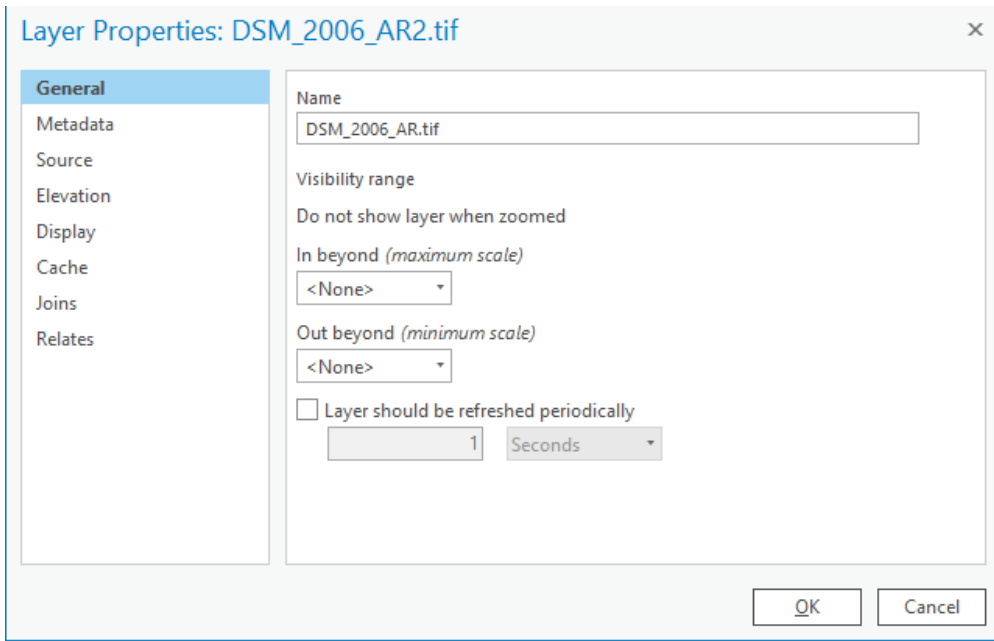 Layer Properties: DSM_2006_AR2.tif
General
Metadata
Source
Elevation
Display
Cache
Joins
Relates
Name
DSM_2006_AR.tif
Visibility range
Do not show layer when zoomed
In beyond (maximum scale)
<None>
Out beyond (minimum scale)
<None>
Layer should be refreshed periodically
1 Seconds
OK Cancel